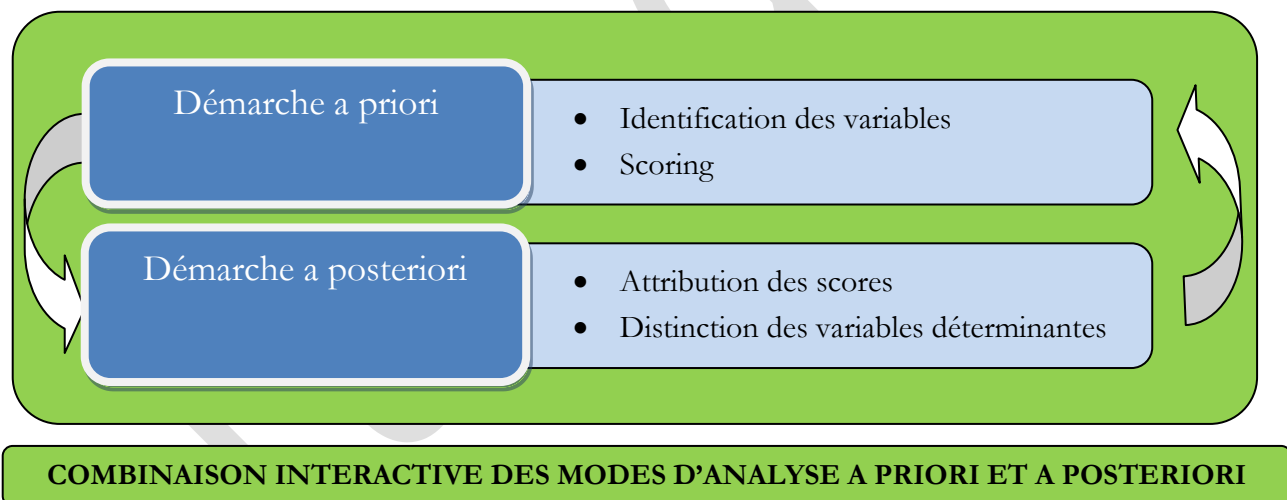 Démarche a priori
• Identification des variables
• Scoring
Démarche a posteriori
• Attribution des scores
• Distinction des variables déterminantes
COMBINAISON INTERACTIVE DES MODES D’ANALYSE A PRIORI ET A POSTERIORI